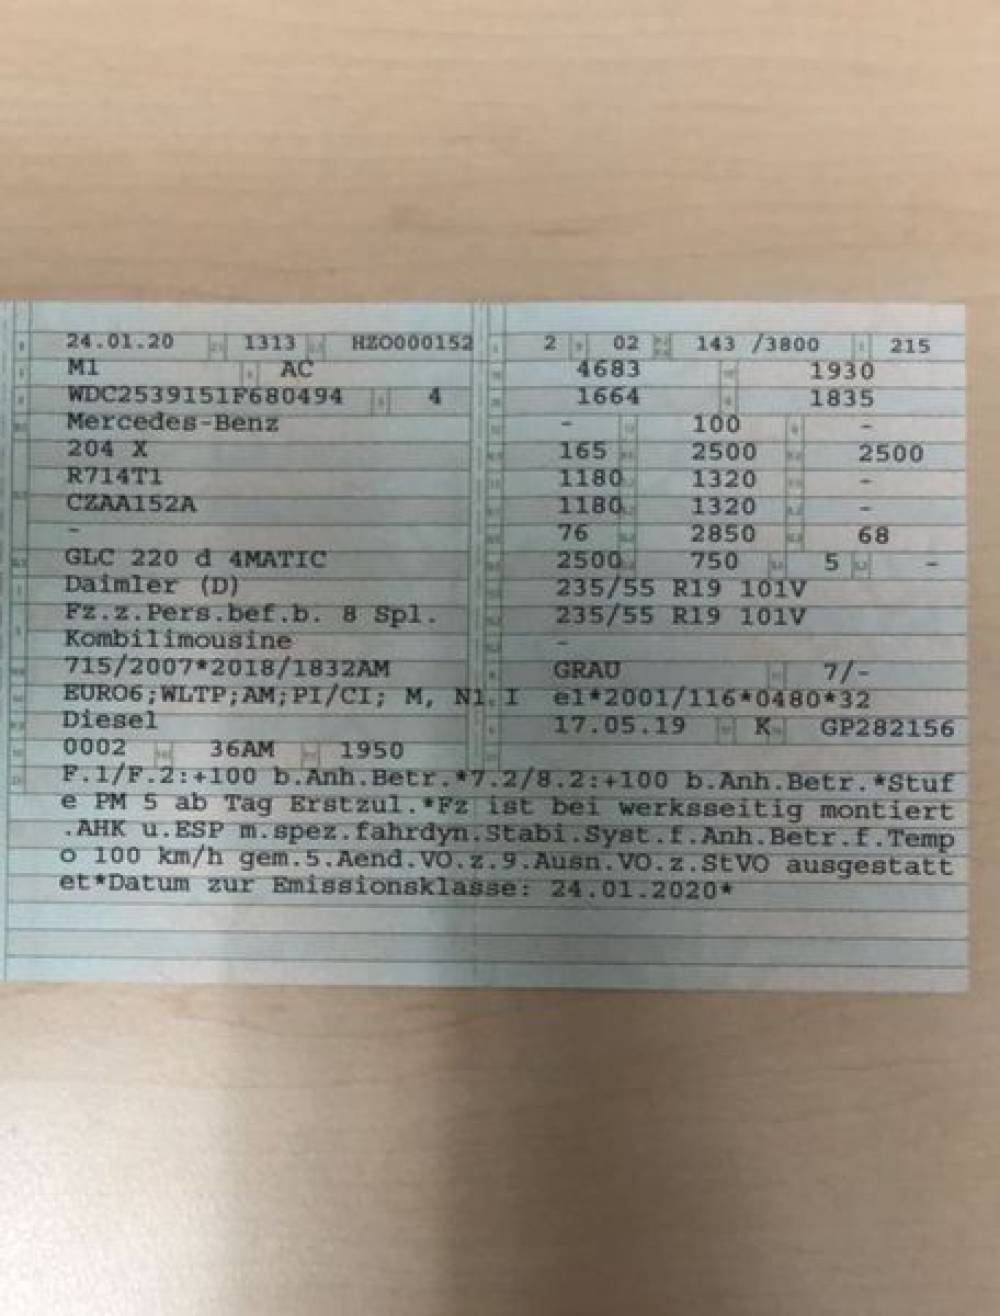 24.01.20 1313 HZO000152
M1 AC
WDC2539151F680494 4
Mercedes-Benz
204 X
R714T1
CZAA152A
-
GLC 220 d 4MATIC
Daimler (D)
Fz.z.Pers.bef.b. 8 Spl.
Kombilimousine
715/2007*2018/1832AM
EURO6;WLTP;AM;PI/CI; M, N1 I
Diesel
0002 36AM 1950
2 02 143 /3800 215
4683 1930
1664 1835
- 100 -
165 2500 2500
1180 1320 -
1180 1320 -
76 2850 68
2500 750 5 -
235/55 R19 101V
235/55 R19 101V
-
GRAU 7/-
e1*2001/116*0480*32
17.05.19 K GP282156
F.1/F.2:+100 b.Anh.Betr.*7.2/8.2:+100 b.Anh.Betr.*Stuf
e PM 5 ab Tag Erstzul.*Fz ist bei werksseitig montiert
.AHK u.ESP m.spez.fahrdyn.Stabi.Syst.f.Anh.Betr.f.Temp
o 100 km/h gem.5.Aend.VO.z.9.Ausn.VO.z.StVO ausgestatt
et*Datum zur Emissionsklasse: 24.01.2020*